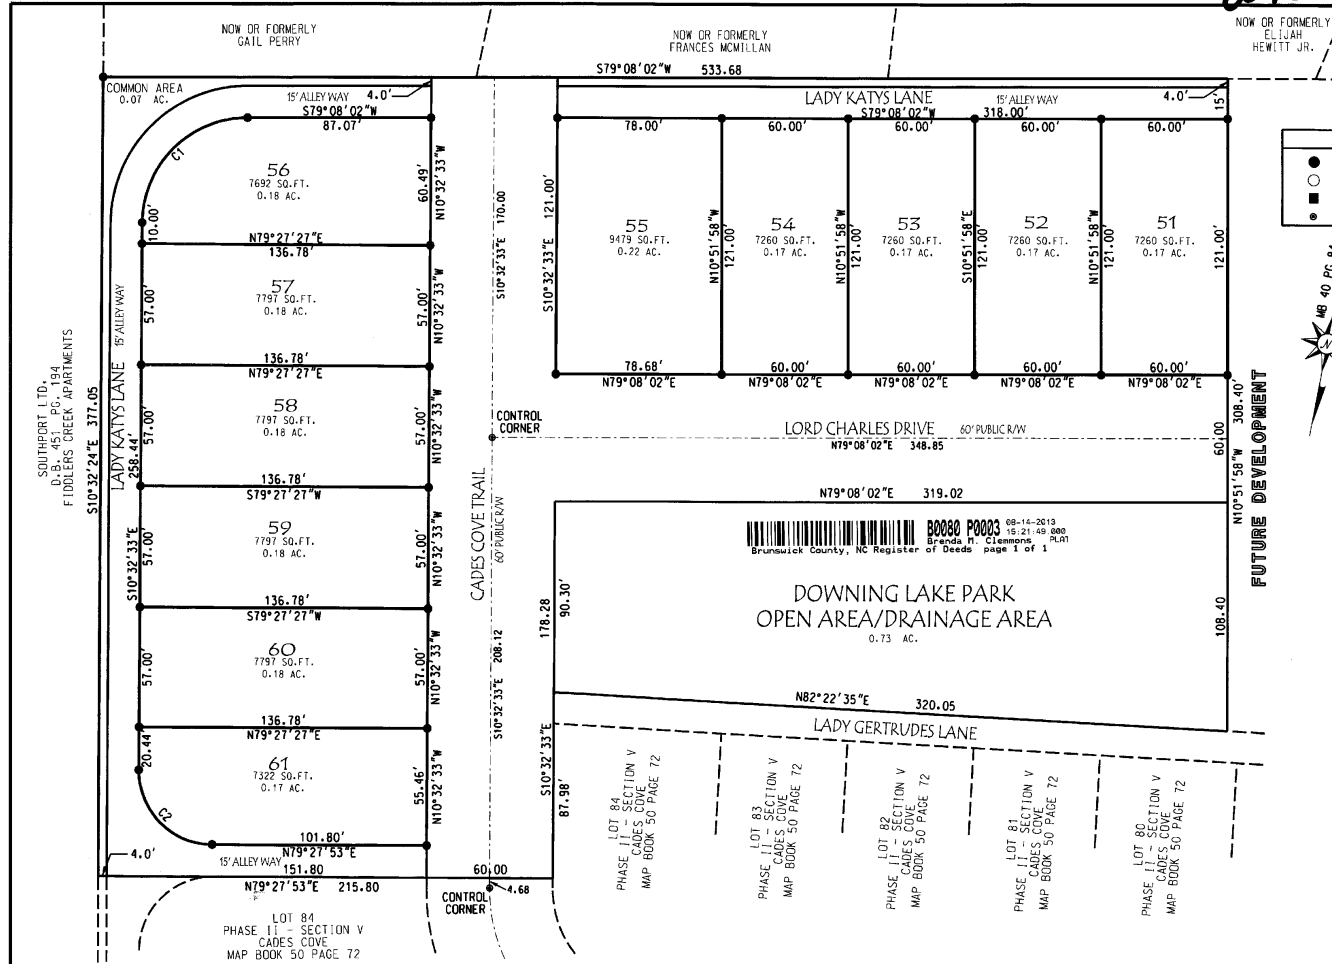 NOW OR FORMERLY
GAIL PERRY
NOW OR FORMERLY
FRANCES MCMILLAN
NOW OR FORMERLY
ELIJAH
HEWITT JR.
S79°08'02"W 533.68
COMMON AREA
0.07 AC.
15' ALLEY WAY
4.0'
S79°08'02"W
87.07'
C1
56
7692 SQ.FT.
0.18 AC.
60.49'
N10°32'33"W
10.00'
N79°27'27"E
136.78'
57
7797 SQ.FT.
0.18 AC.
57.00'
57.00'
N10°32'33"W
136.78'
N79°27'27"E
58
7797 SQ.FT.
0.18 AC.
57.00'
57.00'
N10°32'33"W
136.78'
S79°27'27"W
59
7797 SQ.FT.
0.18 AC.
57.00'
57.00'
N10°32'33"W
136.78'
S79°27'27"W
60
7797 SQ.FT.
0.18 AC.
57.00'
57.00'
N10°32'33"W
136.78'
N79°27'27"E
61
7322 SQ.FT.
0.17 AC.
20.44'
55.46'
N10°32'33"W
C2
101.80'
N79°27'53"E
15' ALLEY WAY
4.0'
151.80
60.00
N79°27'53"E 215.80
4.68
CONTROL
CORNER
LOT 84
PHASE II - SECTION V
CADES COVE
MAP BOOK 50 PAGE 72
SOUTHPORT LTD.
D.B. 451 PG. 194
FIDDLERS CREEK APARTMENTS
S10°32'24"E 377.05
LADY KATYS LANE 15' ALLEY WAY
258.44'
S10°32'33"E
S10°32'33"E 170.00
CONTROL
CORNER
CADES COVE TRAIL
60' PUBLIC R/W
S10°32'33"E 208.12
LADY KATYS LANE
15' ALLEY WAY
4.0'
15'
S79°08'02"W 318.00'
78.00'
60.00'
60.00'
60.00'
60.00'
S10°32'33"E 121.00'
55
9479 SQ.FT.
0.22 AC.
N10°51'58"W
121.00'
54
7260 SQ.FT.
0.17 AC.
N10°51'58"W
121.00'
53
7260 SQ.FT.
0.17 AC.
S10°51'58"E
121.00'
52
7260 SQ.FT.
0.17 AC.
N10°51'58"W
121.00'
51
7260 SQ.FT.
0.17 AC.
121.00'
78.68'
60.00'
60.00'
60.00'
60.00'
N79°08'02"E
N79°08'02"E
N79°08'02"E
N79°08'02"E
N79°08'02"E
LORD CHARLES DRIVE 60' PUBLIC R/W
N79°08'02"E 348.85
60.00
N10°51'58"W 308.40'
FUTURE DEVELOPMENT
N79°08'02"E 319.02
B0080 P0003 08-14-2013
15:21:49.000
Brenda M. Clemmons PLAT
Brunswick County, NC Register of Deeds page 1 of 1
DOWNING LAKE PARK
OPEN AREA/DRAINAGE AREA
0.73 AC.
178.28
90.30'
108.40
N82°22'35"E 320.05
LADY GERTRUDES LANE
S10°32'33"E
87.98'
LOT 84
PHASE II - SECTION V
CADES COVE
MAP BOOK 50 PAGE 72
LOT 83
PHASE II - SECTION V
CADES COVE
MAP BOOK 50 PAGE 72
LOT 82
PHASE II - SECTION V
CADES COVE
MAP BOOK 50 PAGE 72
LOT 81
PHASE II - SECTION V
CADES COVE
MAP BOOK 50 PAGE 72
LOT 80
PHASE II - SECTION V
CADES COVE
MAP BOOK 50 PAGE 72
MB 40 PG
N